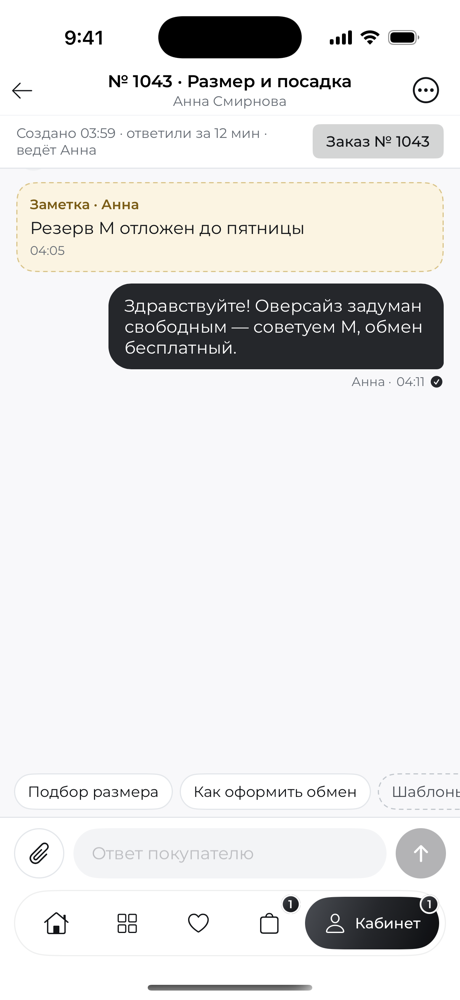 9:41
№ 1043 · Размер и посадка
Анна Смирнова
Создано 03:59 · ответили за 12 мин ·
ведёт Анна
Заказ № 1043
Заметка · Анна
Резерв М отложен до пятницы
04:05
Здравствуйте! Оверсайз задуман
свободным — советуем М, обмен
бесплатный.
Анна · 04:11
Подбор размера
Как оформить обмен
Шаблоны
Ответ покупателю
1
Кабинет
1